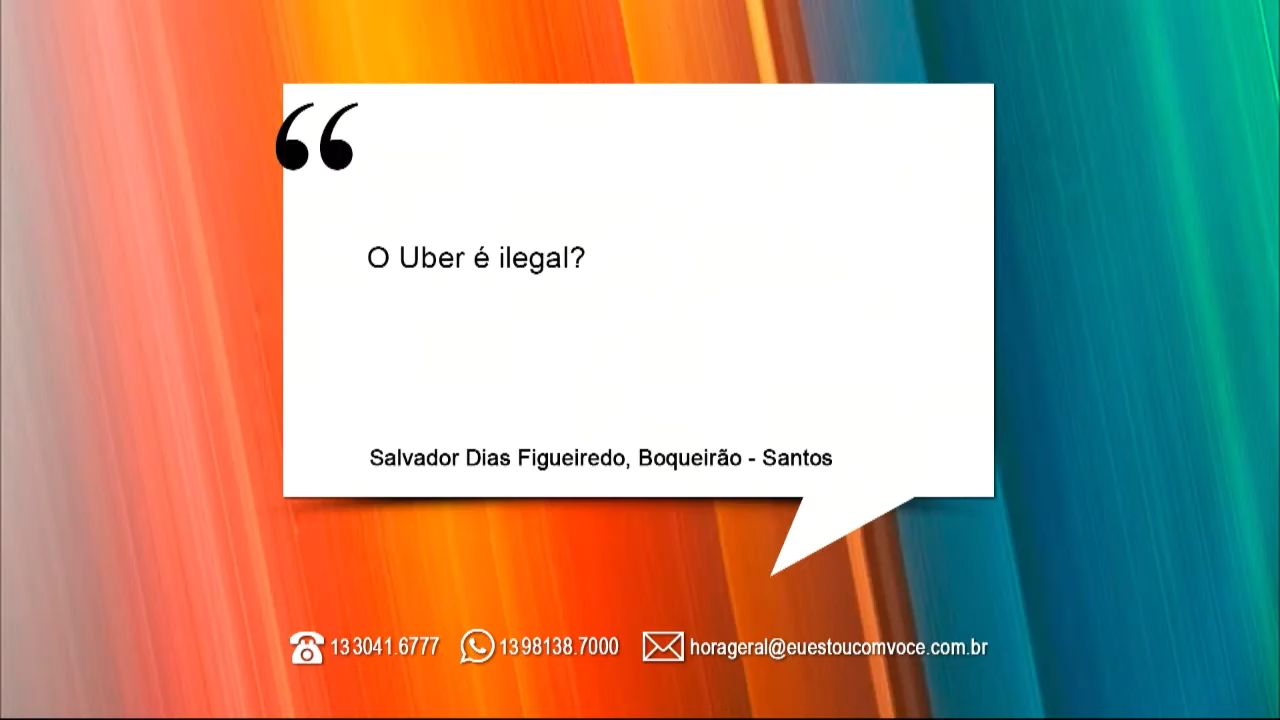 “
O Uber é ilegal?
Salvador Dias Figueiredo, Boqueirão - Santos
13 3041.6777 13 98138.7000 horageral@euestoucomvoce.com.br